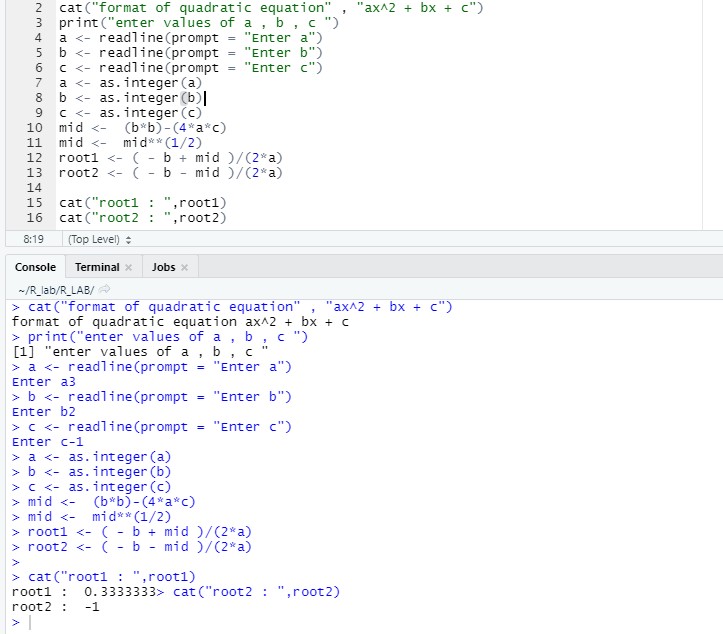 2 cat("format of quadratic equation" , "ax^2 + bx + c")
3 print("enter values of a , b , c ")
4 a <- readline(prompt = "Enter a")
5 b <- readline(prompt = "Enter b")
6 c <- readline(prompt = "Enter c")
7 a <- as.integer(a)
8 b <- as.integer(b)
9 c <- as.integer(c)
10 mid <-  (b*b)-(4*a*c)
11 mid <-  mid**(1/2)
12 root1 <- ( - b + mid )/(2*a)
13 root2 <- ( - b - mid )/(2*a)
14
15 cat("root1 : ",root1)
16 cat("root2 : ",root2)
8:19 (Top Level)
Console Terminal × Jobs ×
~/R_lab/R_LAB/
> cat("format of quadratic equation" , "ax^2 + bx + c")
format of quadratic equation ax^2 + bx + c
> print("enter values of a , b , c ")
[1] "enter values of a , b , c "
> a <- readline(prompt = "Enter a")
Enter a3
> b <- readline(prompt = "Enter b")
Enter b2
> c <- readline(prompt = "Enter c")
Enter c-1
> a <- as.integer(a)
> b <- as.integer(b)
> c <- as.integer(c)
> mid <-  (b*b)-(4*a*c)
> mid <-  mid**(1/2)
> root1 <- ( - b + mid )/(2*a)
> root2 <- ( - b - mid )/(2*a)
>
> cat("root1 : ",root1)
root1 :  0.3333333> cat("root2 : ",root2)
root2 :  -1
>